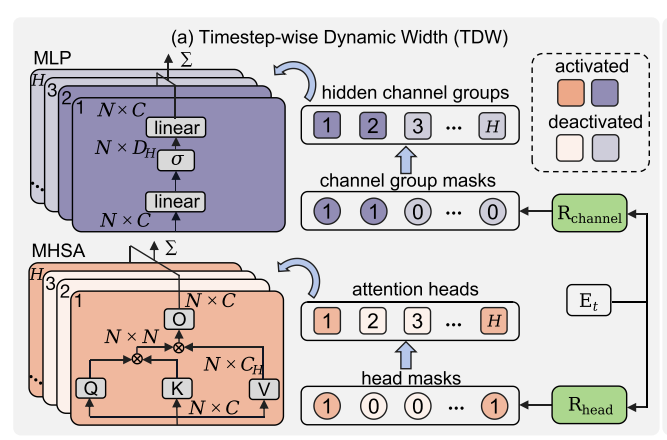 (a) Timestep-wise Dynamic Width (TDW)
MLP
Σ
H
3
2
1
N × C
linear
N × D_H
σ
linear
N × C
hidden channel groups
1 2 3 ... H
channel group masks
1 1 0 ... 0
activated
deactivated
R_channel
E_t
R_head
MHSA
Σ
H
3
2
1
N × C
O
N × N
⊗ ⊗
N × C_H
Q K V
N × C
attention heads
1 2 3 ... H
head masks
1 0 0 ... 1